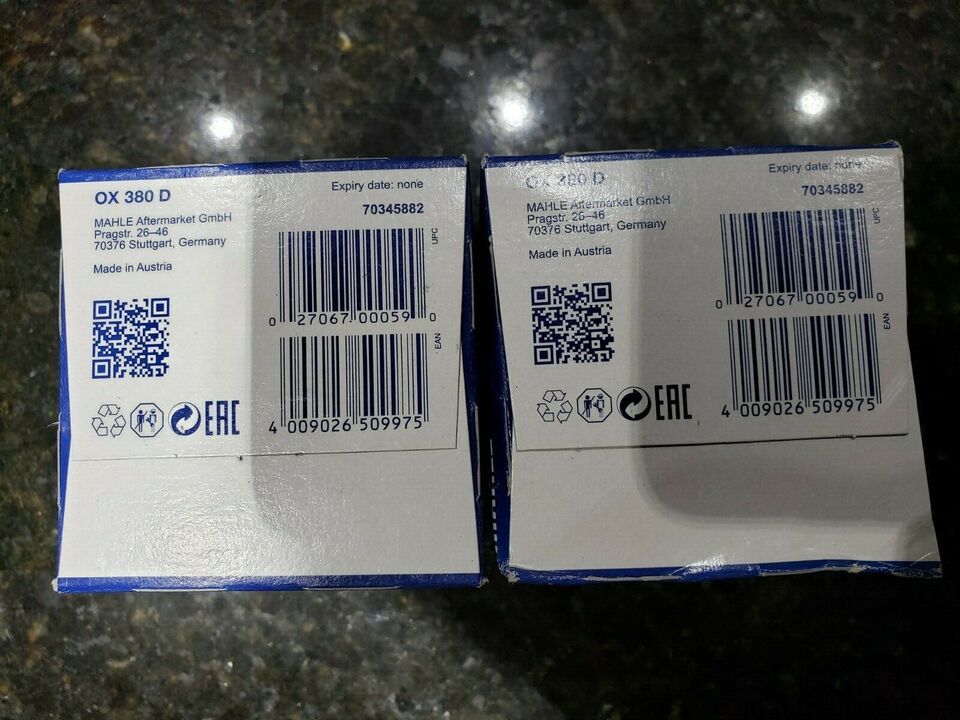 OX 380 D
Expiry date: none
70345882
MAHLE Aftermarket GmbH
Pragstr. 26–46
70376 Stuttgart, Germany
Made in Austria
UPC
0 27067 00059 0
EAN
4 009026 509975
EAC
OX 380 D
Expiry date: none
70345882
MAHLE Aftermarket GmbH
Pragstr. 26–46
70376 Stuttgart, Germany
Made in Austria
UPC
0 27067 00059 0
EAN
4 009026 509975
EAC